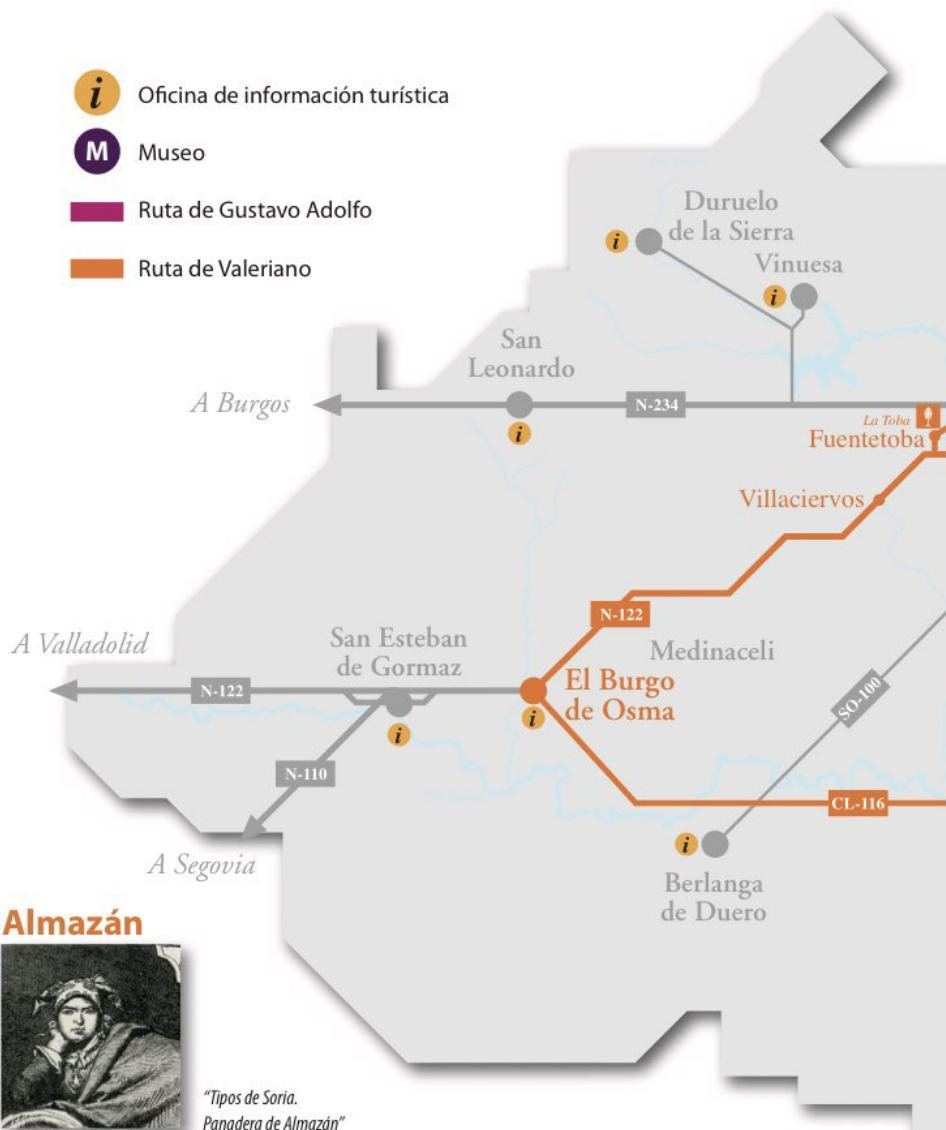 i Oficina de información turística
M Museo
Ruta de Gustavo Adolfo
Ruta de Valeriano
Duruelo
de la Sierra
i
Vinuesa
i
San
Leonardo
A Burgos
N-234
i
La Toba
Fuentetoba
Villaciervos
N-122
A Valladolid
San Esteban
de Gormaz
Medinaceli
N-122
El Burgo
de Osma
SO-100
i
i
N-110
CL-116
A Segovia
i
Berlanga
de Duero
Almazán
"Tipos de Soria.
Panadera de Almazán"